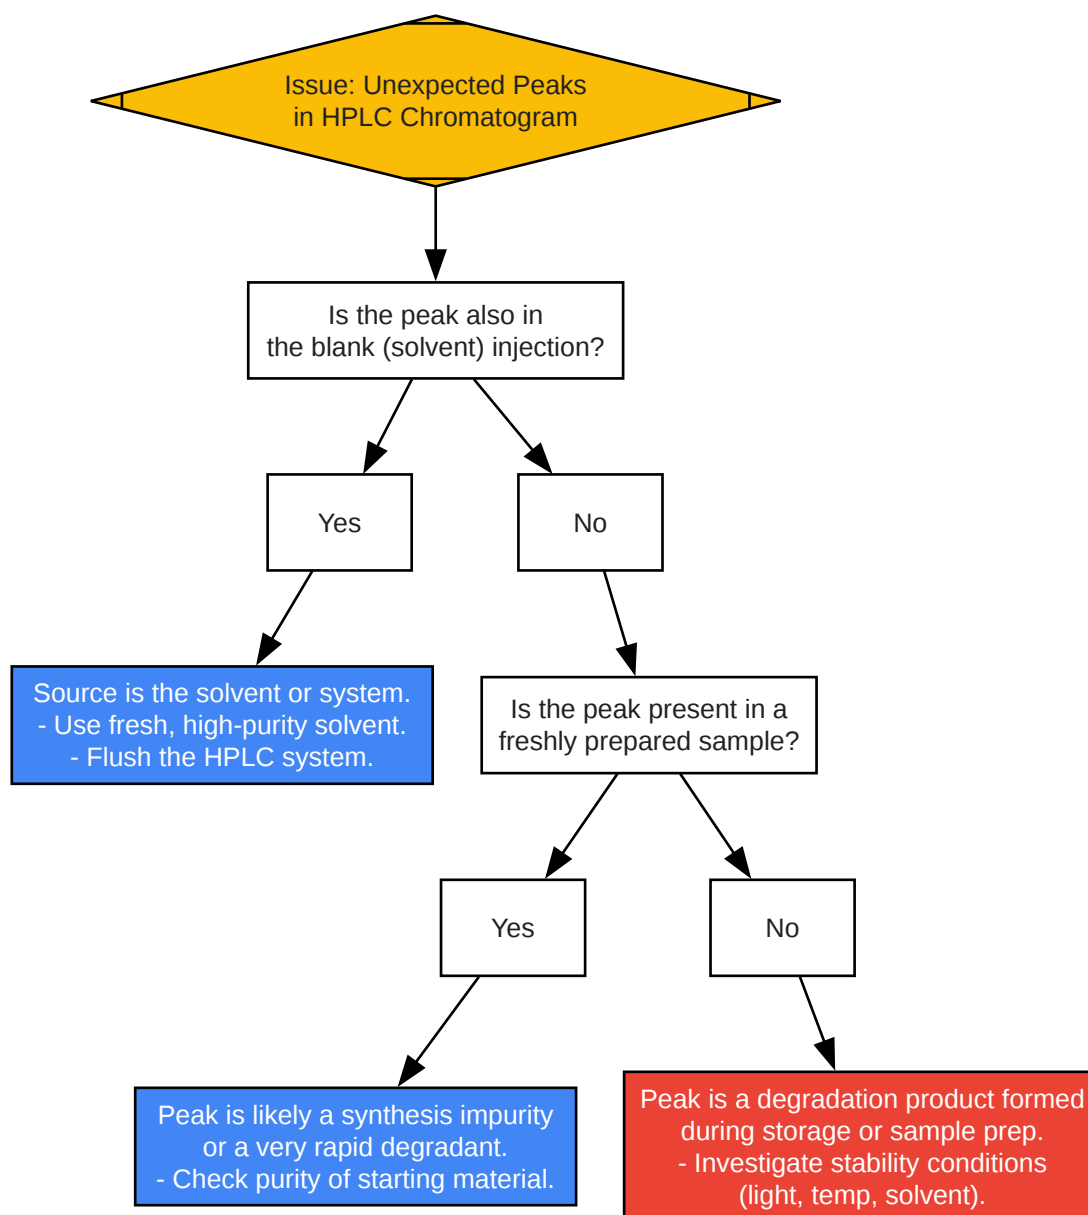 Issue: Unexpected Peaks
in HPLC Chromatogram
Is the peak also in
the blank (solvent) injection?
Yes
No
Source is the solvent or system.
- Use fresh, high-purity solvent.
- Flush the HPLC system.
Is the peak present in a
freshly prepared sample?
Yes
No
Peak is likely a synthesis impurity
or a very rapid degradant.
- Check purity of starting material.
Peak is a degradation product formed
during storage or sample prep.
- Investigate stability conditions
(light, temp, solvent).